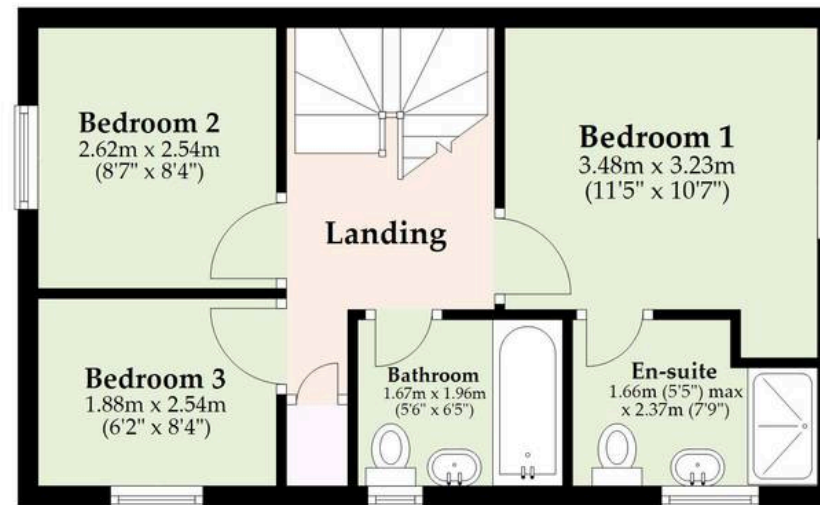 Bedroom 2
2.62m x 2.54m
(8'7" x 8'4")
Bedroom 1
3.48m x 3.23m
(11'5" x 10'7")
Landing
Bedroom 3
1.88m x 2.54m
(6'2" x 8'4")
Bathroom
1.67m x 1.96m
(5'6" x 6'5")
En-suite
1.66m (5'5") max
x 2.37m (7'9")